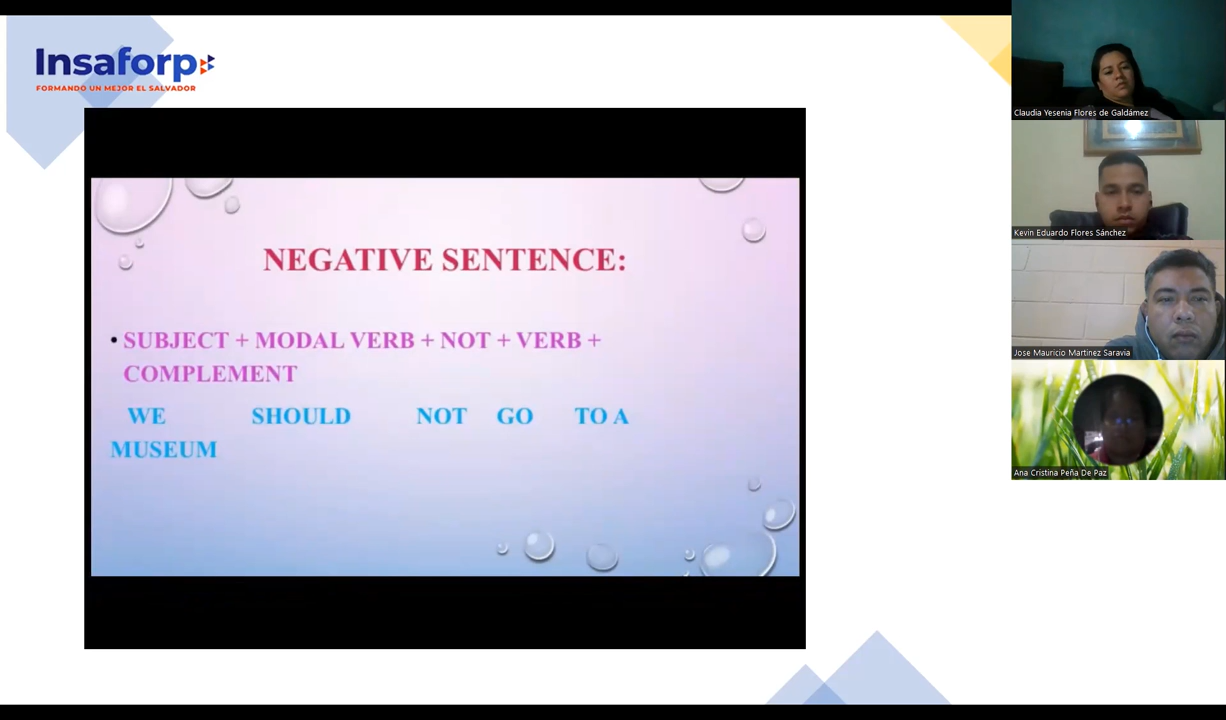 Insaforp
FORMANDO UN MEJOR EL SALVADOR
NEGATIVE SENTENCE:
• SUBJECT + MODAL VERB + NOT + VERB +
COMPLEMENT
WE SHOULD NOT GO TO A
MUSEUM
Claudia Yesenia Flores de Galdámez
Kevin Eduardo Flores Sánchez
Jose Mauricio Martinez Saravia
Ana Cristina Peña De Paz